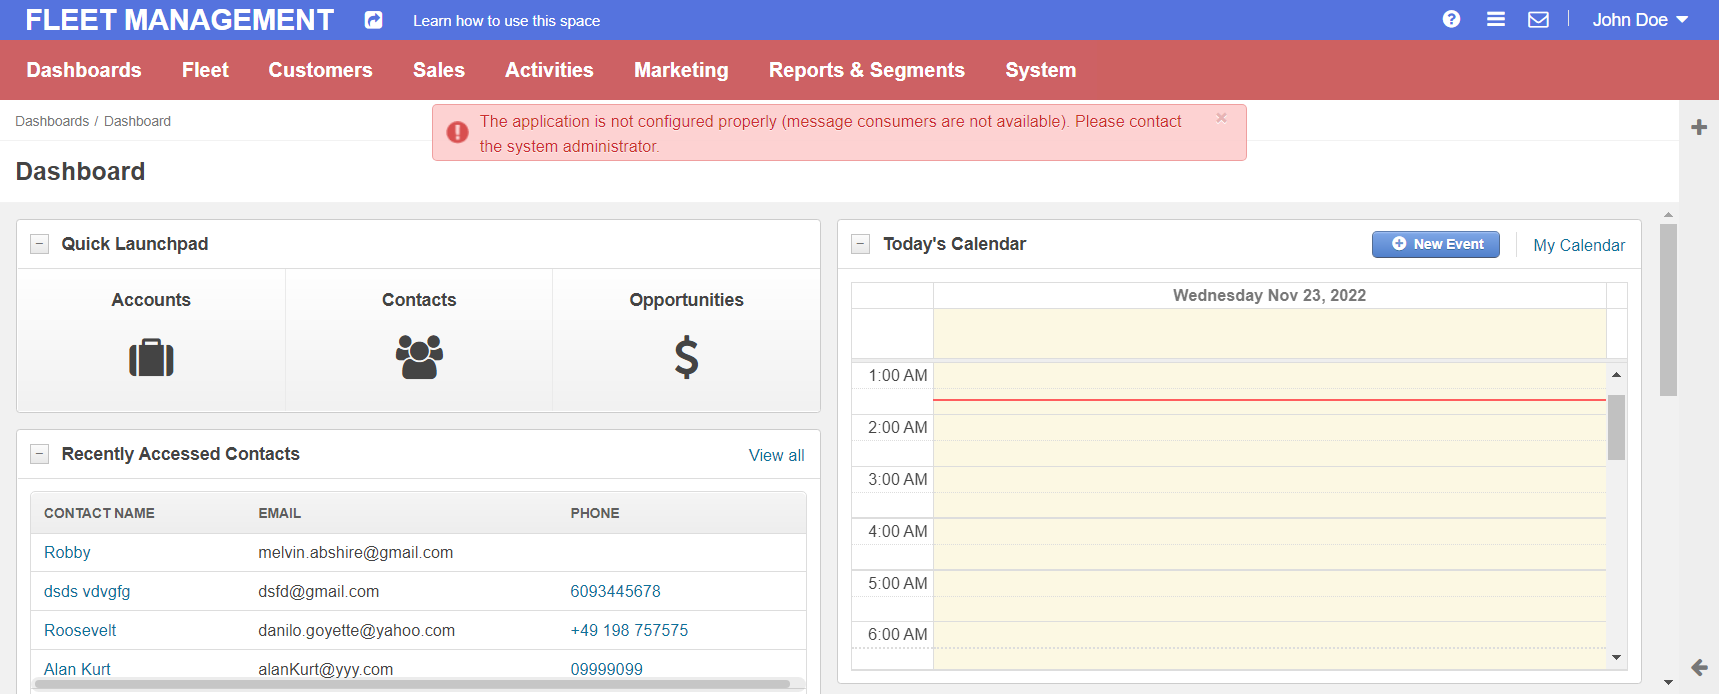 FLEET MANAGEMENT
Learn how to use this space
John Doe
Dashboards
Fleet
Customers
Sales
Activities
Marketing
Reports & Segments
System
Dashboards / Dashboard
The application is not configured properly (message consumers are not available). Please contact
the system administrator.
×
Dashboard
Quick Launchpad
Accounts
Contacts
Opportunities
Recently Accessed Contacts
View all
CONTACT NAME EMAIL PHONE
Robby melvin.abshire@gmail.com
dsds vdvgfg dsfd@gmail.com 6093445678
Roosevelt danilo.goyette@yahoo.com +49 198 757575
Alan Kurt alanKurt@yyy.com 09999099
Today's Calendar
New Event
My Calendar
Wednesday Nov 23, 2022
1:00 AM
2:00 AM
3:00 AM
4:00 AM
5:00 AM
6:00 AM